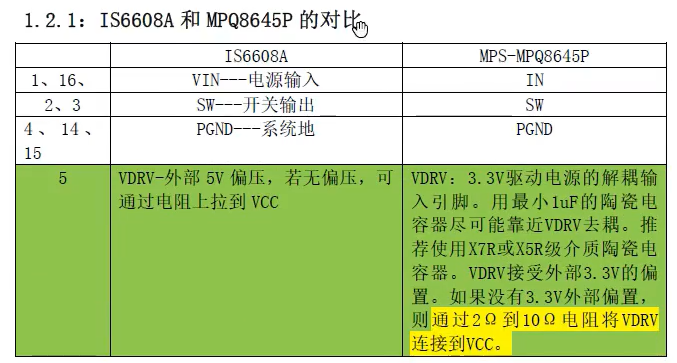 1.2.1：IS6608A 和 MPQ8645P 的对比
IS6608A MPS-MPQ8645P
1、16、 VIN---电源输入 IN
2、3 SW---开关输出 SW
4、14、 PGND---系统地 PGND
15
5 VDRV-外部 5V 偏压，若无偏压，可 VDRV：3.3V驱动电源的解耦输
通过电阻上拉到 VCC 入引脚。用最小1uF的陶瓷电
容器尽可能靠近VDRV去耦。推
荐使用X7R或X5R级介质陶瓷电
容器。VDRV接受外部3.3V的偏
置。如果没有3.3V外部偏置，
则通过2Ω到10Ω电阻将VDRV
连接到VCC。